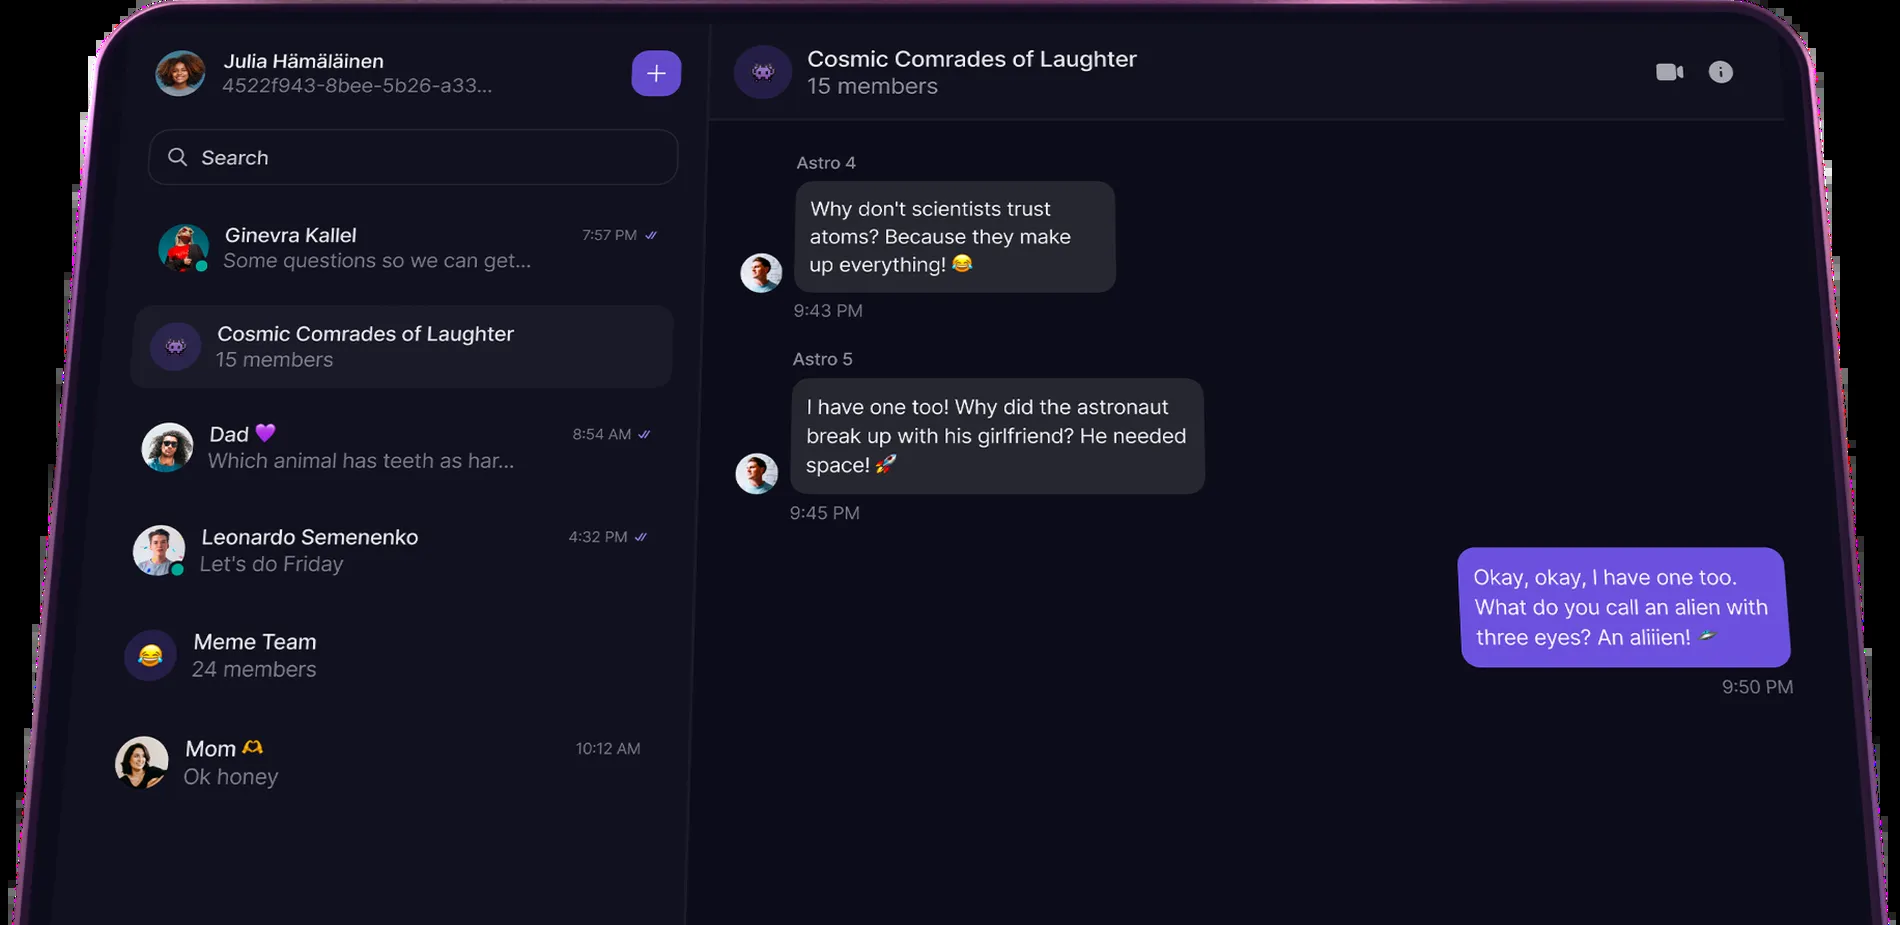 Julia Hämäläinen
4522f943-8bee-5b26-a33...
Search
Ginevra Kallel
7:57 PM
Some questions so we can get...
Cosmic Comrades of Laughter
15 members
Dad 💜
8:54 AM
Which animal has teeth as har...
Leonardo Semenenko
4:32 PM
Let's do Friday
Meme Team
24 members
Mom 🫶
10:12 AM
Ok honey
Cosmic Comrades of Laughter
15 members
Astro 4
Why don't scientists trust
atoms? Because they make
up everything! 😂
9:43 PM
Astro 5
I have one too! Why did the astronaut
break up with his girlfriend? He needed
space! 🚀
9:45 PM
Okay, okay, I have one too.
What do you call an alien with
three eyes? An aliiien! 🛸
9:50 PM